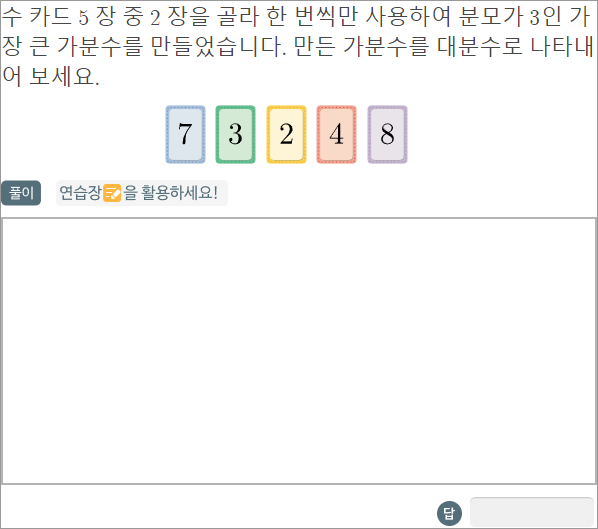 수 카드 5 장 중 2 장을 골라 한 번씩만 사용하여 분모가 3인 가
장 큰 가분수를 만들었습니다. 만든 가분수를 대분수로 나타내
어 보세요.
7 3 2 4 8
풀이 연습장을 활용하세요!
답